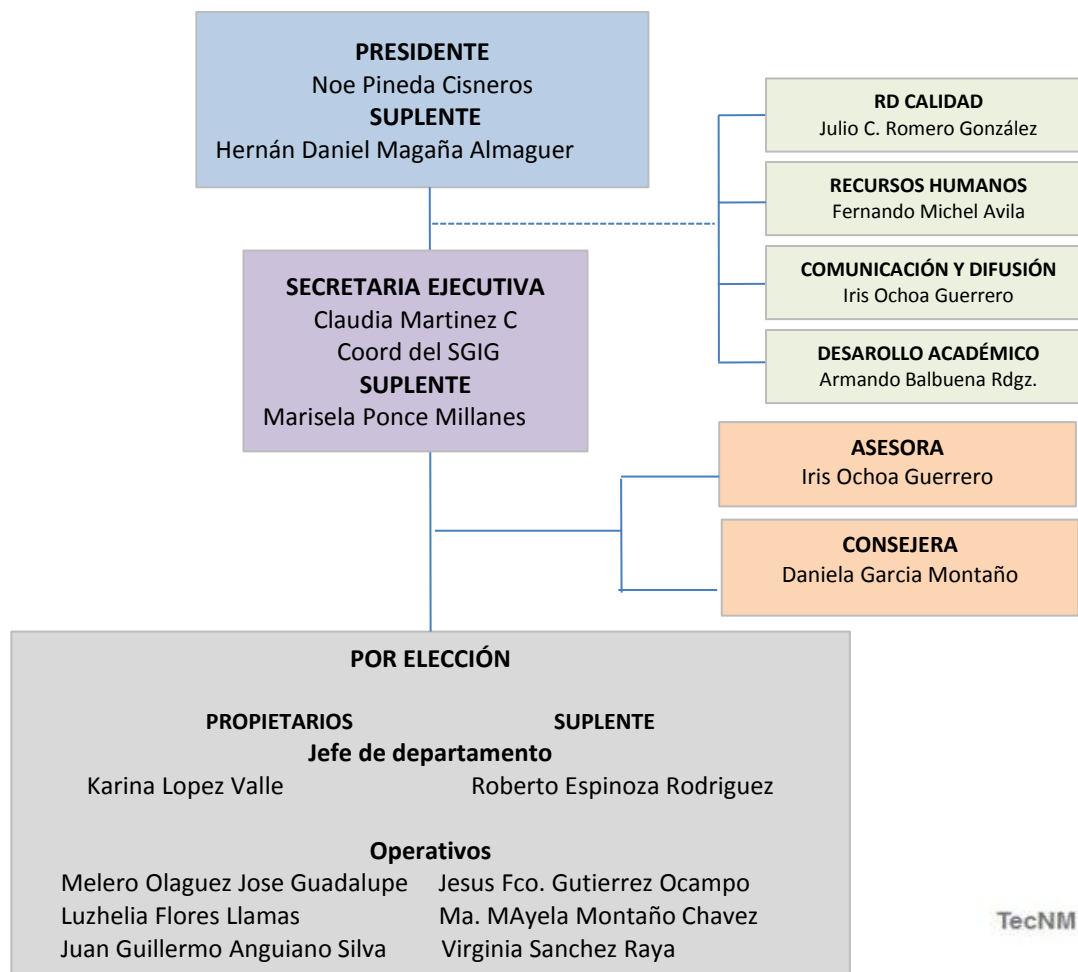 PRESIDENTE
Noe Pineda Cisneros
SUPLENTE
Hernán Daniel Magaña Almaguer
RD CALIDAD
Julio C. Romero González
RECURSOS HUMANOS
Fernando Michel Avila
COMUNICACIÓN Y DIFUSIÓN
Iris Ochoa Guerrero
DESAROLLO ACADÉMICO
Armando Balbuena Rdgz.
SECRETARIA EJECUTIVA
Claudia Martinez C
Coord del SGIG
SUPLENTE
Marisela Ponce Millanes
ASESORA
Iris Ochoa Guerrero
CONSEJERA
Daniela Garcia Montaño
POR ELECCIÓN
PROPIETARIOS SUPLENTE
Jefe de departamento
Karina Lopez Valle Roberto Espinoza Rodriguez
Operativos
Melero Olaguez Jose Guadalupe Jesus Fco. Gutierrez Ocampo
Luzhelia Flores Llamas Ma. MAyela Montaño Chavez
Juan Guillermo Anguiano Silva Virginia Sanchez Raya
TecNM